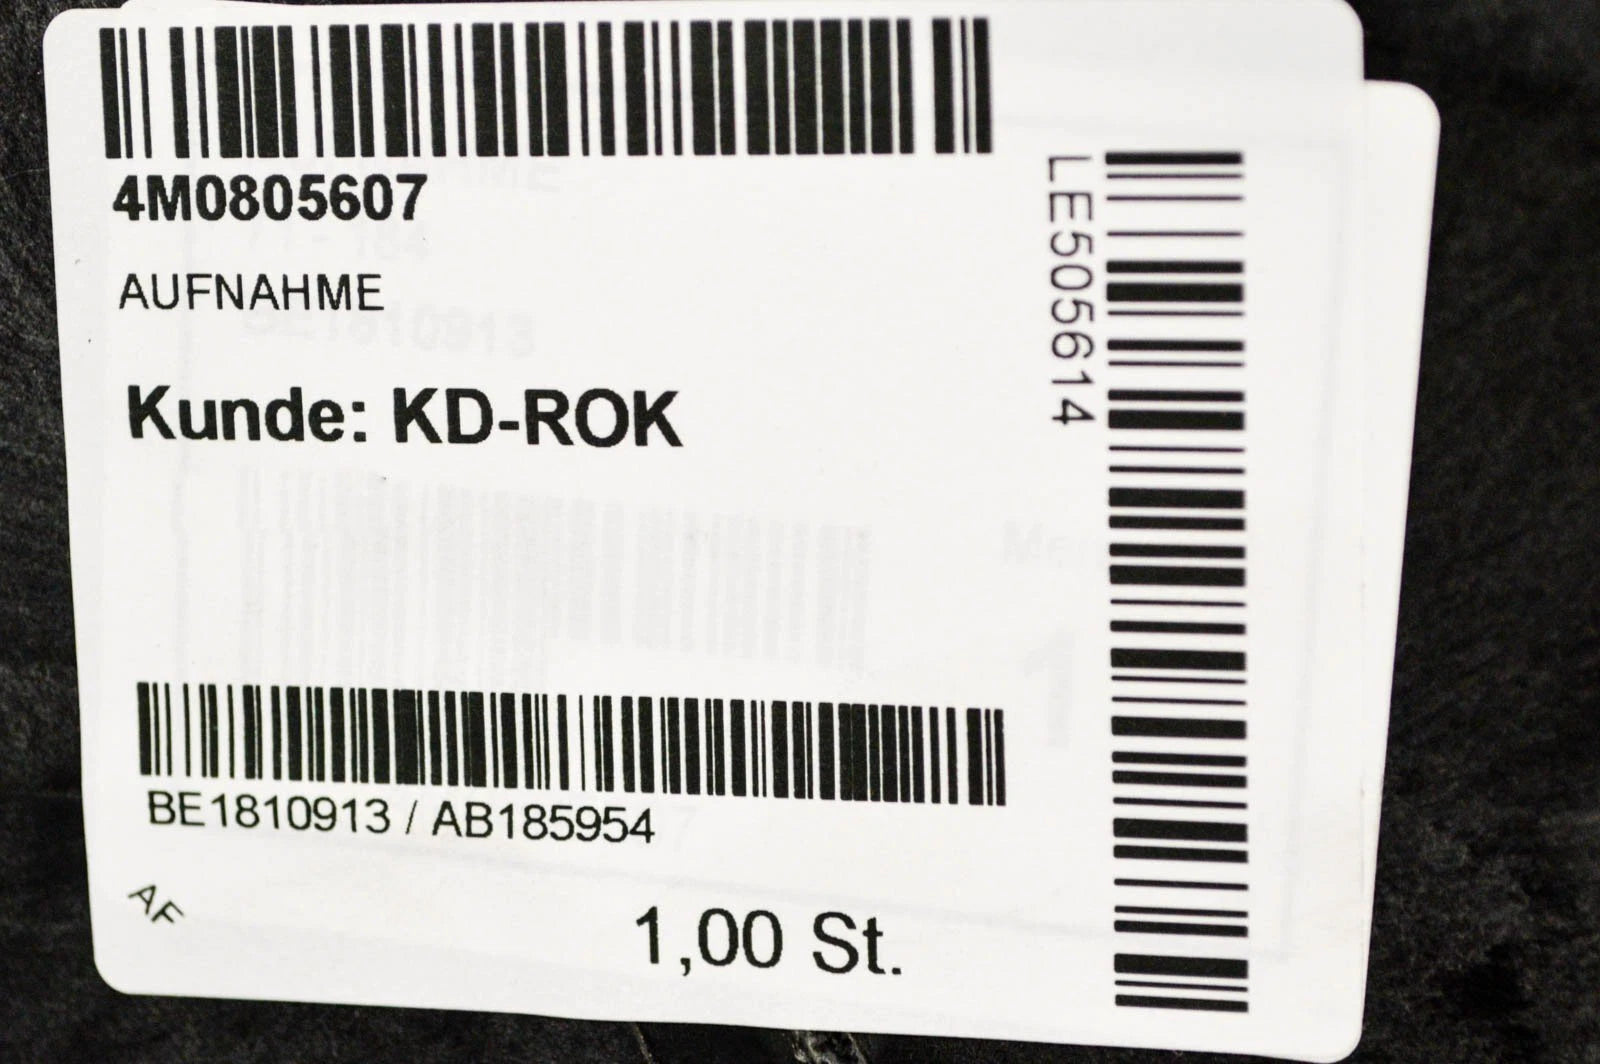 4M0805607
AUFNAHME
Kunde: KD-ROK
LE505614
BE1810913 / AB185954
AF
1,00 St.